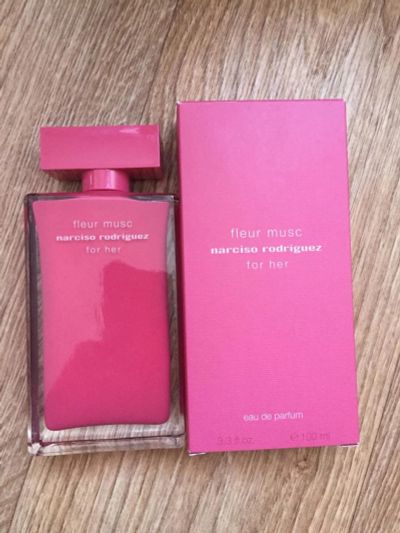 fleur musc
narciso rodriguez
for her
fleur musc
narciso rodriguez
for her
eau de parfum
3.3 fl.oz. ℮ 100 ml